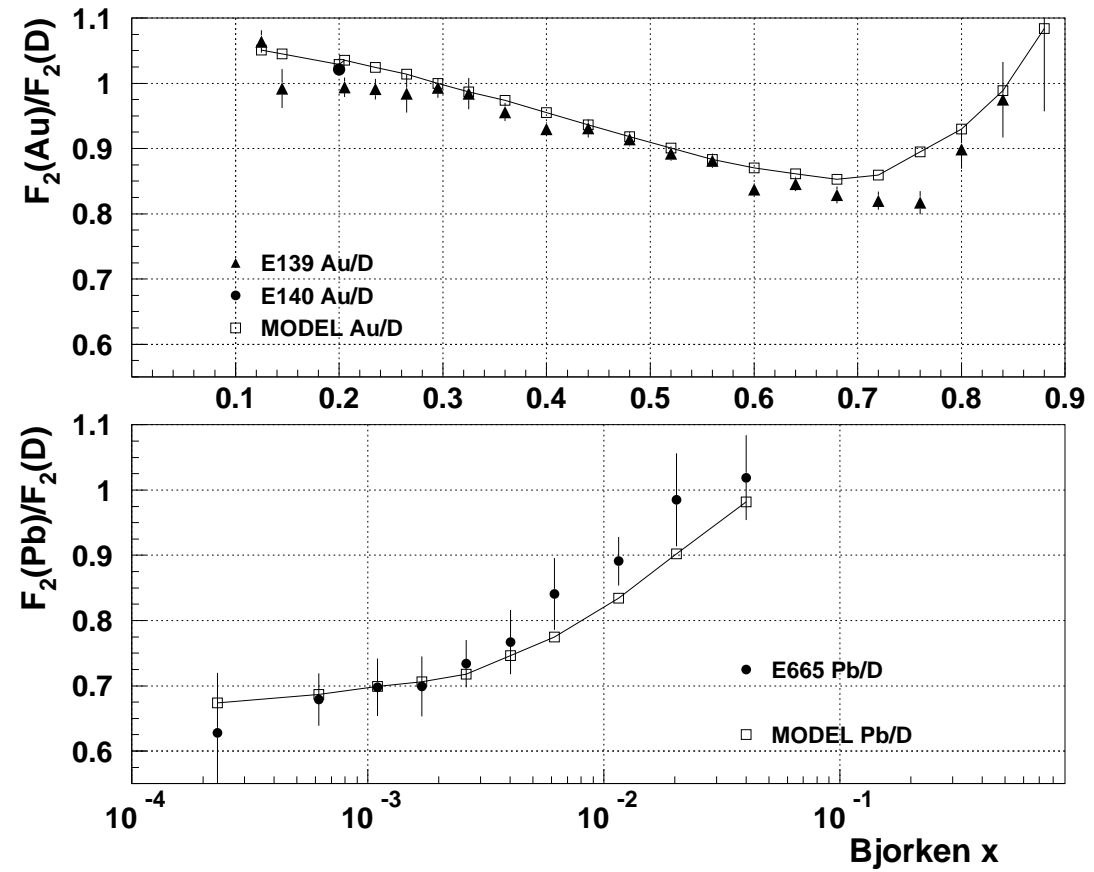 F2(Au)/F2(D)
1.1
1
0.9
0.8
0.7
0.6
E139 Au/D
E140 Au/D
MODEL Au/D
0.1 0.2 0.3 0.4 0.5 0.6 0.7 0.8 0.9
F2(Pb)/F2(D)
1.1
1
0.9
0.8
0.7
0.6
E665 Pb/D
MODEL Pb/D
10^-4 10^-3 10^-2 10^-1
Bjorken x